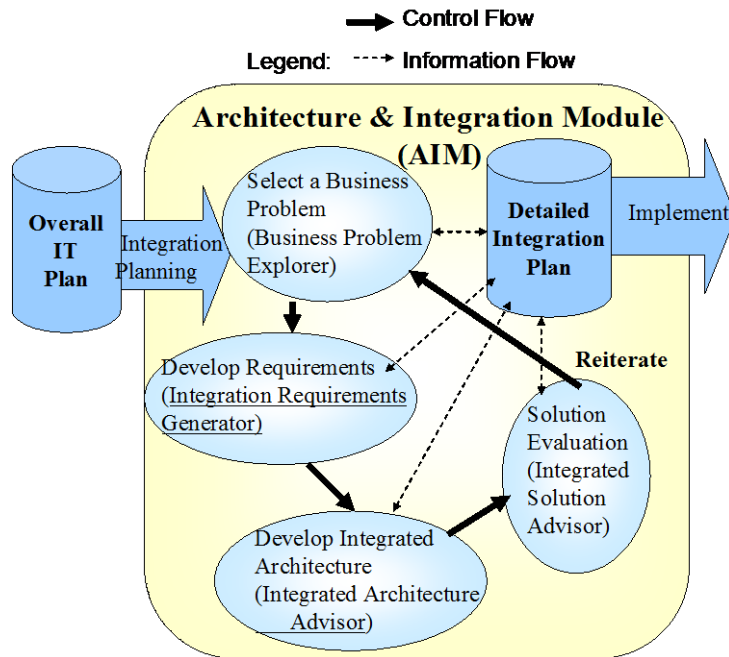 Control Flow
Legend: Information Flow
Architecture & Integration Module
(AIM)
Overall
IT
Plan
Integration
Planning
Select a Business
Problem
(Business Problem
Explorer)
Detailed
Integration
Plan
Implement
Develop Requirements
(Integration Requirements
Generator)
Reiterate
Solution
Evaluation
(Integrated
Solution
Advisor)
Develop Integrated
Architecture
(Integrated Architecture
Advisor)